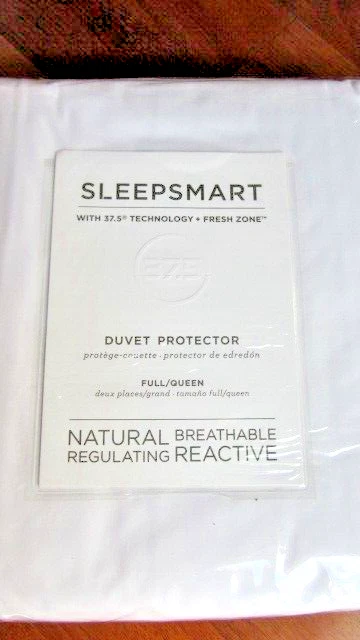 SLEEPSMART
WITH 37.5® TECHNOLOGY + FRESH ZONE™
DUVET PROTECTOR
protège-couette · protector de edredón
FULL/QUEEN
deux places/grand · tamaño full/queen
NATURAL BREATHABLE
REGULATING REACTIVE